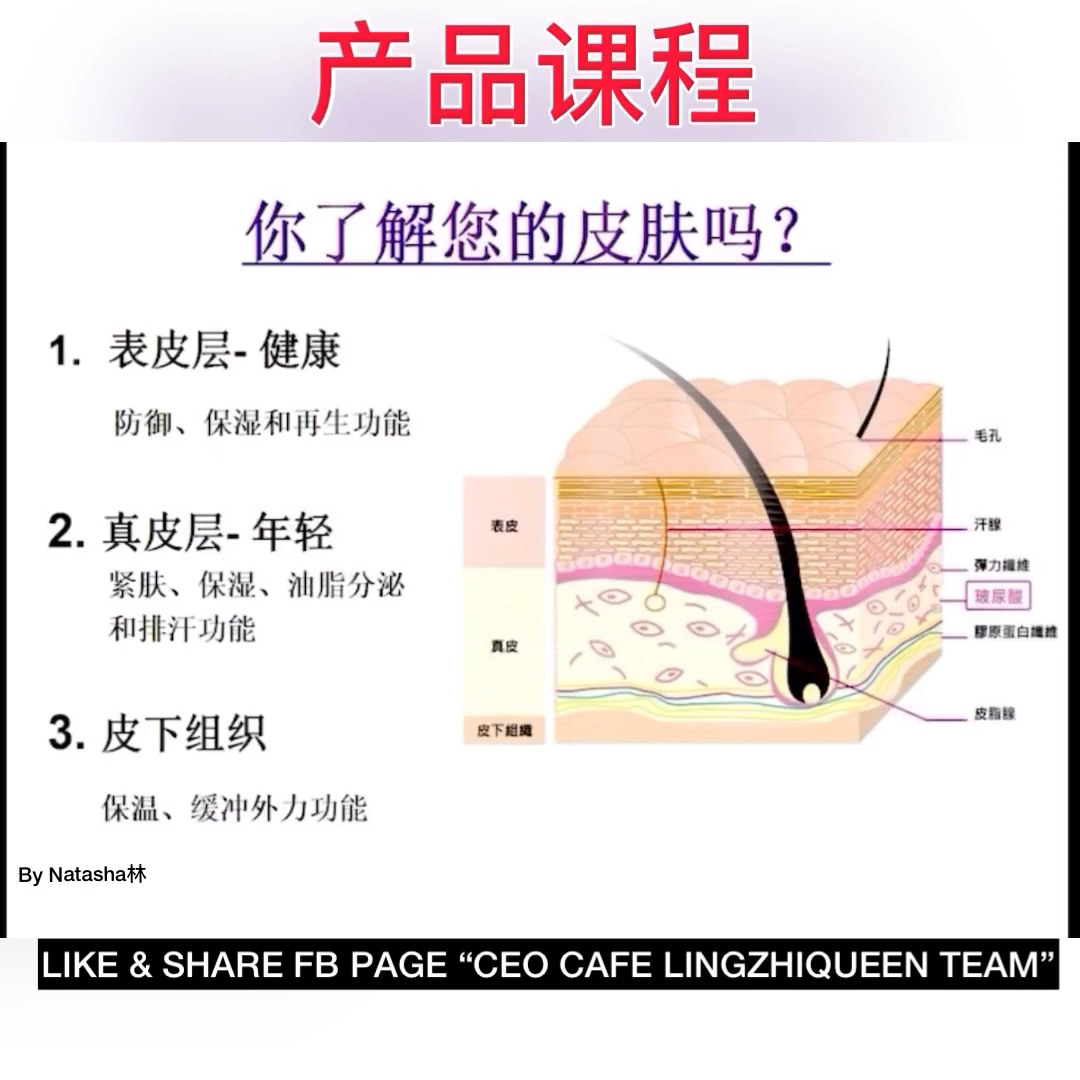 产品课程
你了解您的皮肤吗?
1. 表皮层- 健康
防御、保湿和再生功能
2. 真皮层- 年轻
紧肤、保湿、油脂分泌
和排汗功能
3. 皮下组织
保温、缓冲外力功能
表皮
真皮
皮下組織
毛孔
汗腺
彈力纖維
玻尿酸
膠原蛋白纖維
皮脂腺
By Natasha林
LIKE & SHARE FB PAGE “CEO CAFE LINGZHIQUEEN TEAM”